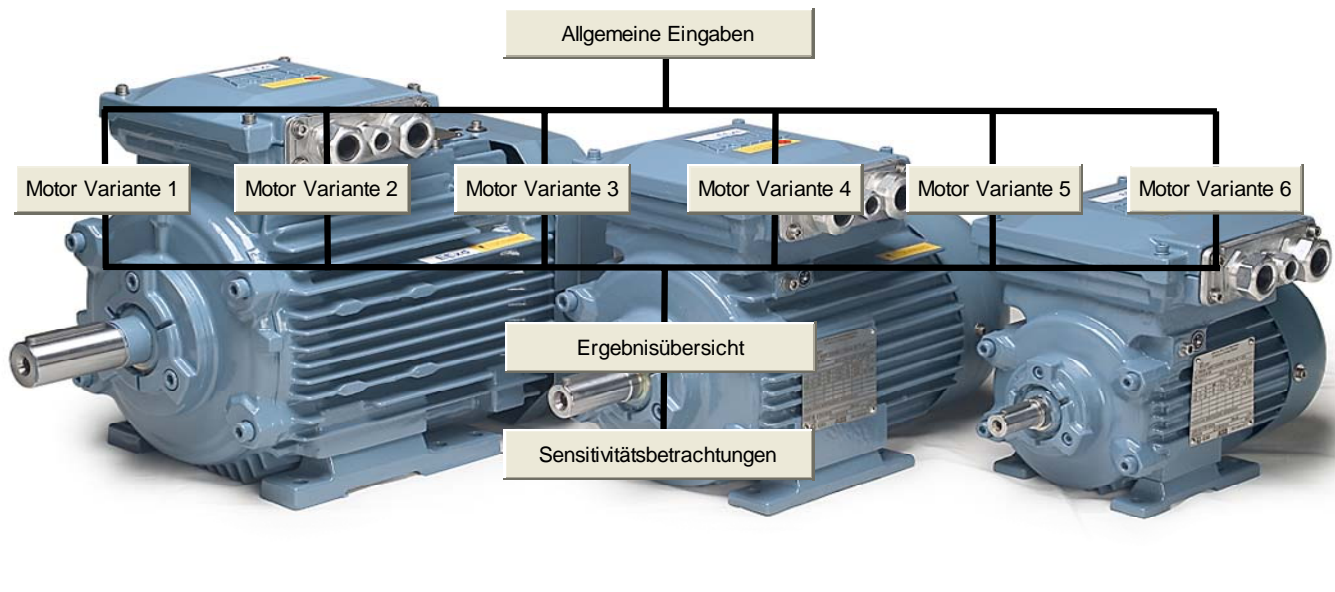 Allgemeine Eingaben
Motor Variante 1
Motor Variante 2
Motor Variante 3
Motor Variante 4
Motor Variante 5
Motor Variante 6
Ergebnisübersicht
Sensitivitätsbetrachtungen